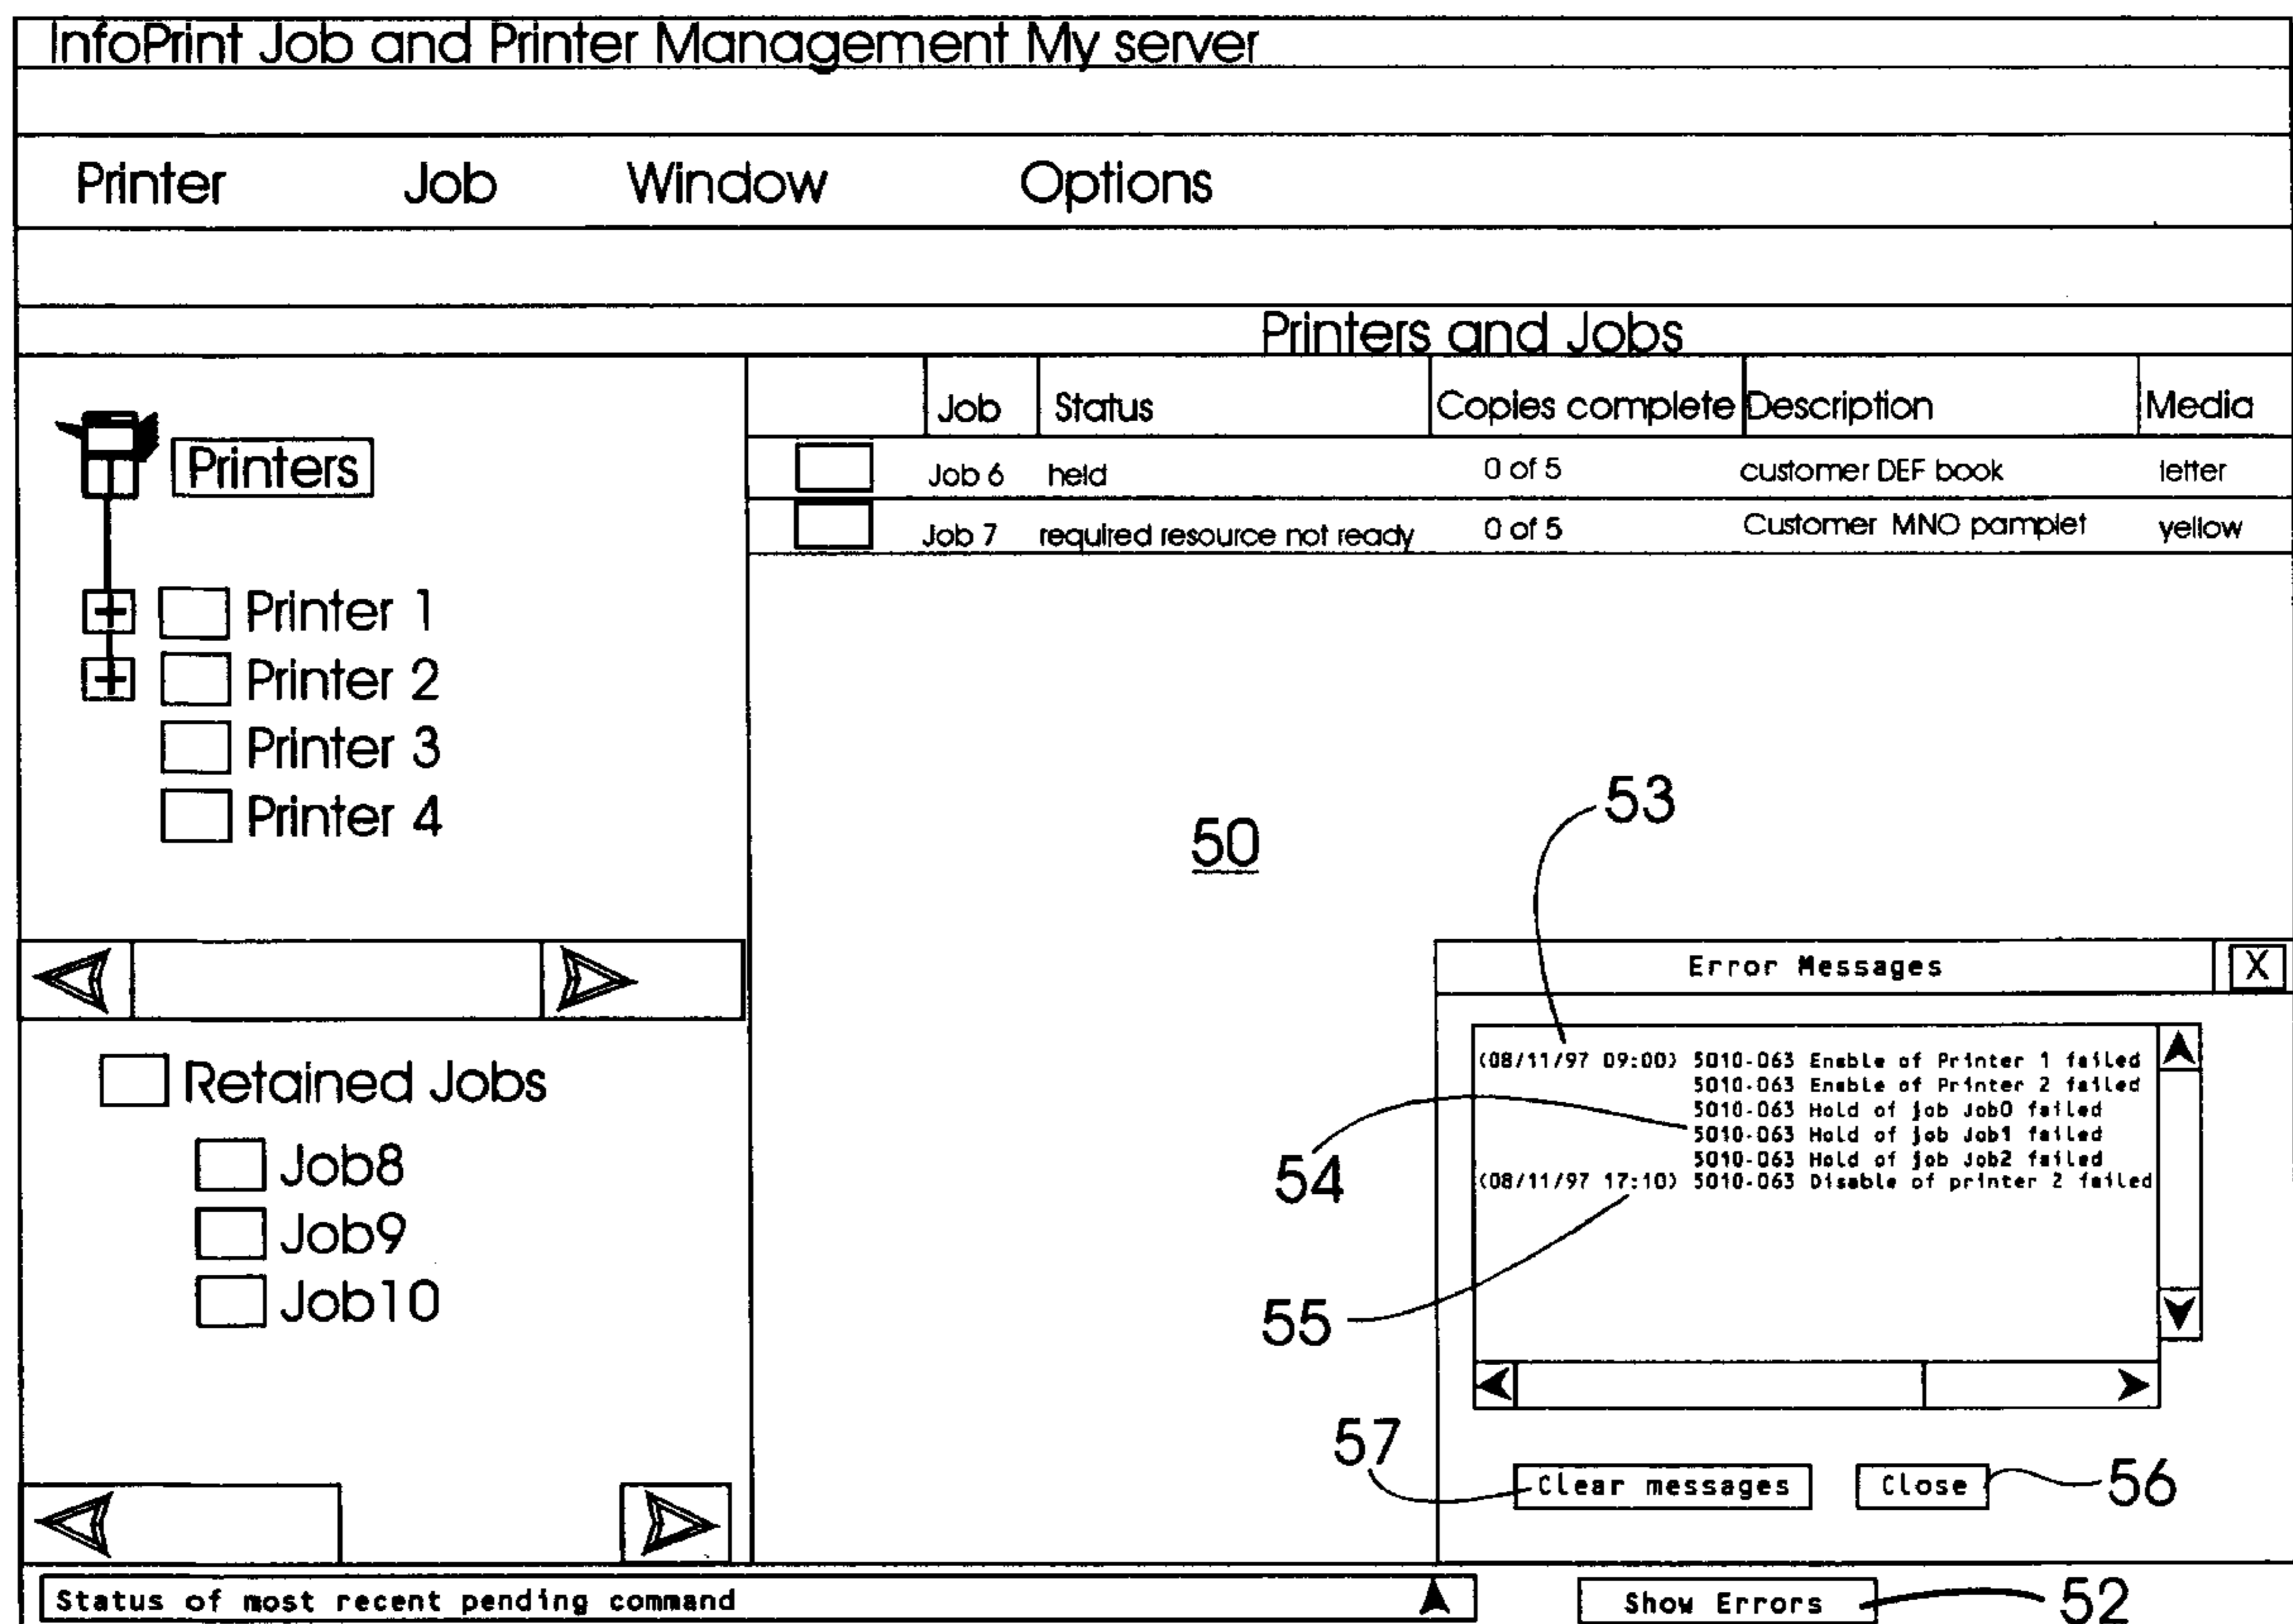 InfoPrint Job and Printer Management My server
Printer Job Window Options
Printers and Jobs
Job Status Copies complete Description Media
Job 6 held 0 of 5 customer DEF book letter
Job 7 required resource not ready 0 of 5 Customer MNO pamplet yellow
Printers
Printer 1
Printer 2
Printer 3
Printer 4
50
53
Retained Jobs
Job8
Job9
Job10
Error Messages X
(08/11/97 09:00) 5010-063 Enable of Printer 1 failed
5010-063 Enable of Printer 2 failed
5010-063 Hold of job Job0 failed
5010-063 Hold of job Job1 failed
5010-063 Hold of job Job2 failed
(08/11/97 17:10) 5010-063 Disable of printer 2 failed
54
55
57
Clear messages Close 56
Status of most recent pending command
Show Errors 52